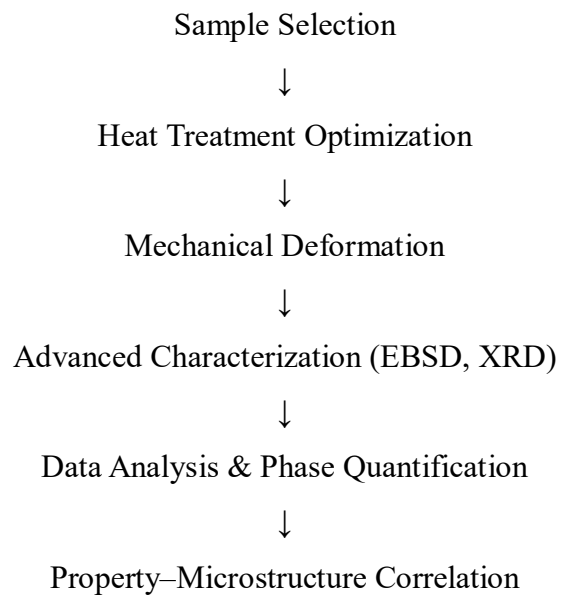 Sample Selection
↓
Heat Treatment Optimization
↓
Mechanical Deformation
↓
Advanced Characterization (EBSD, XRD)
↓
Data Analysis & Phase Quantification
↓
Property–Microstructure Correlation